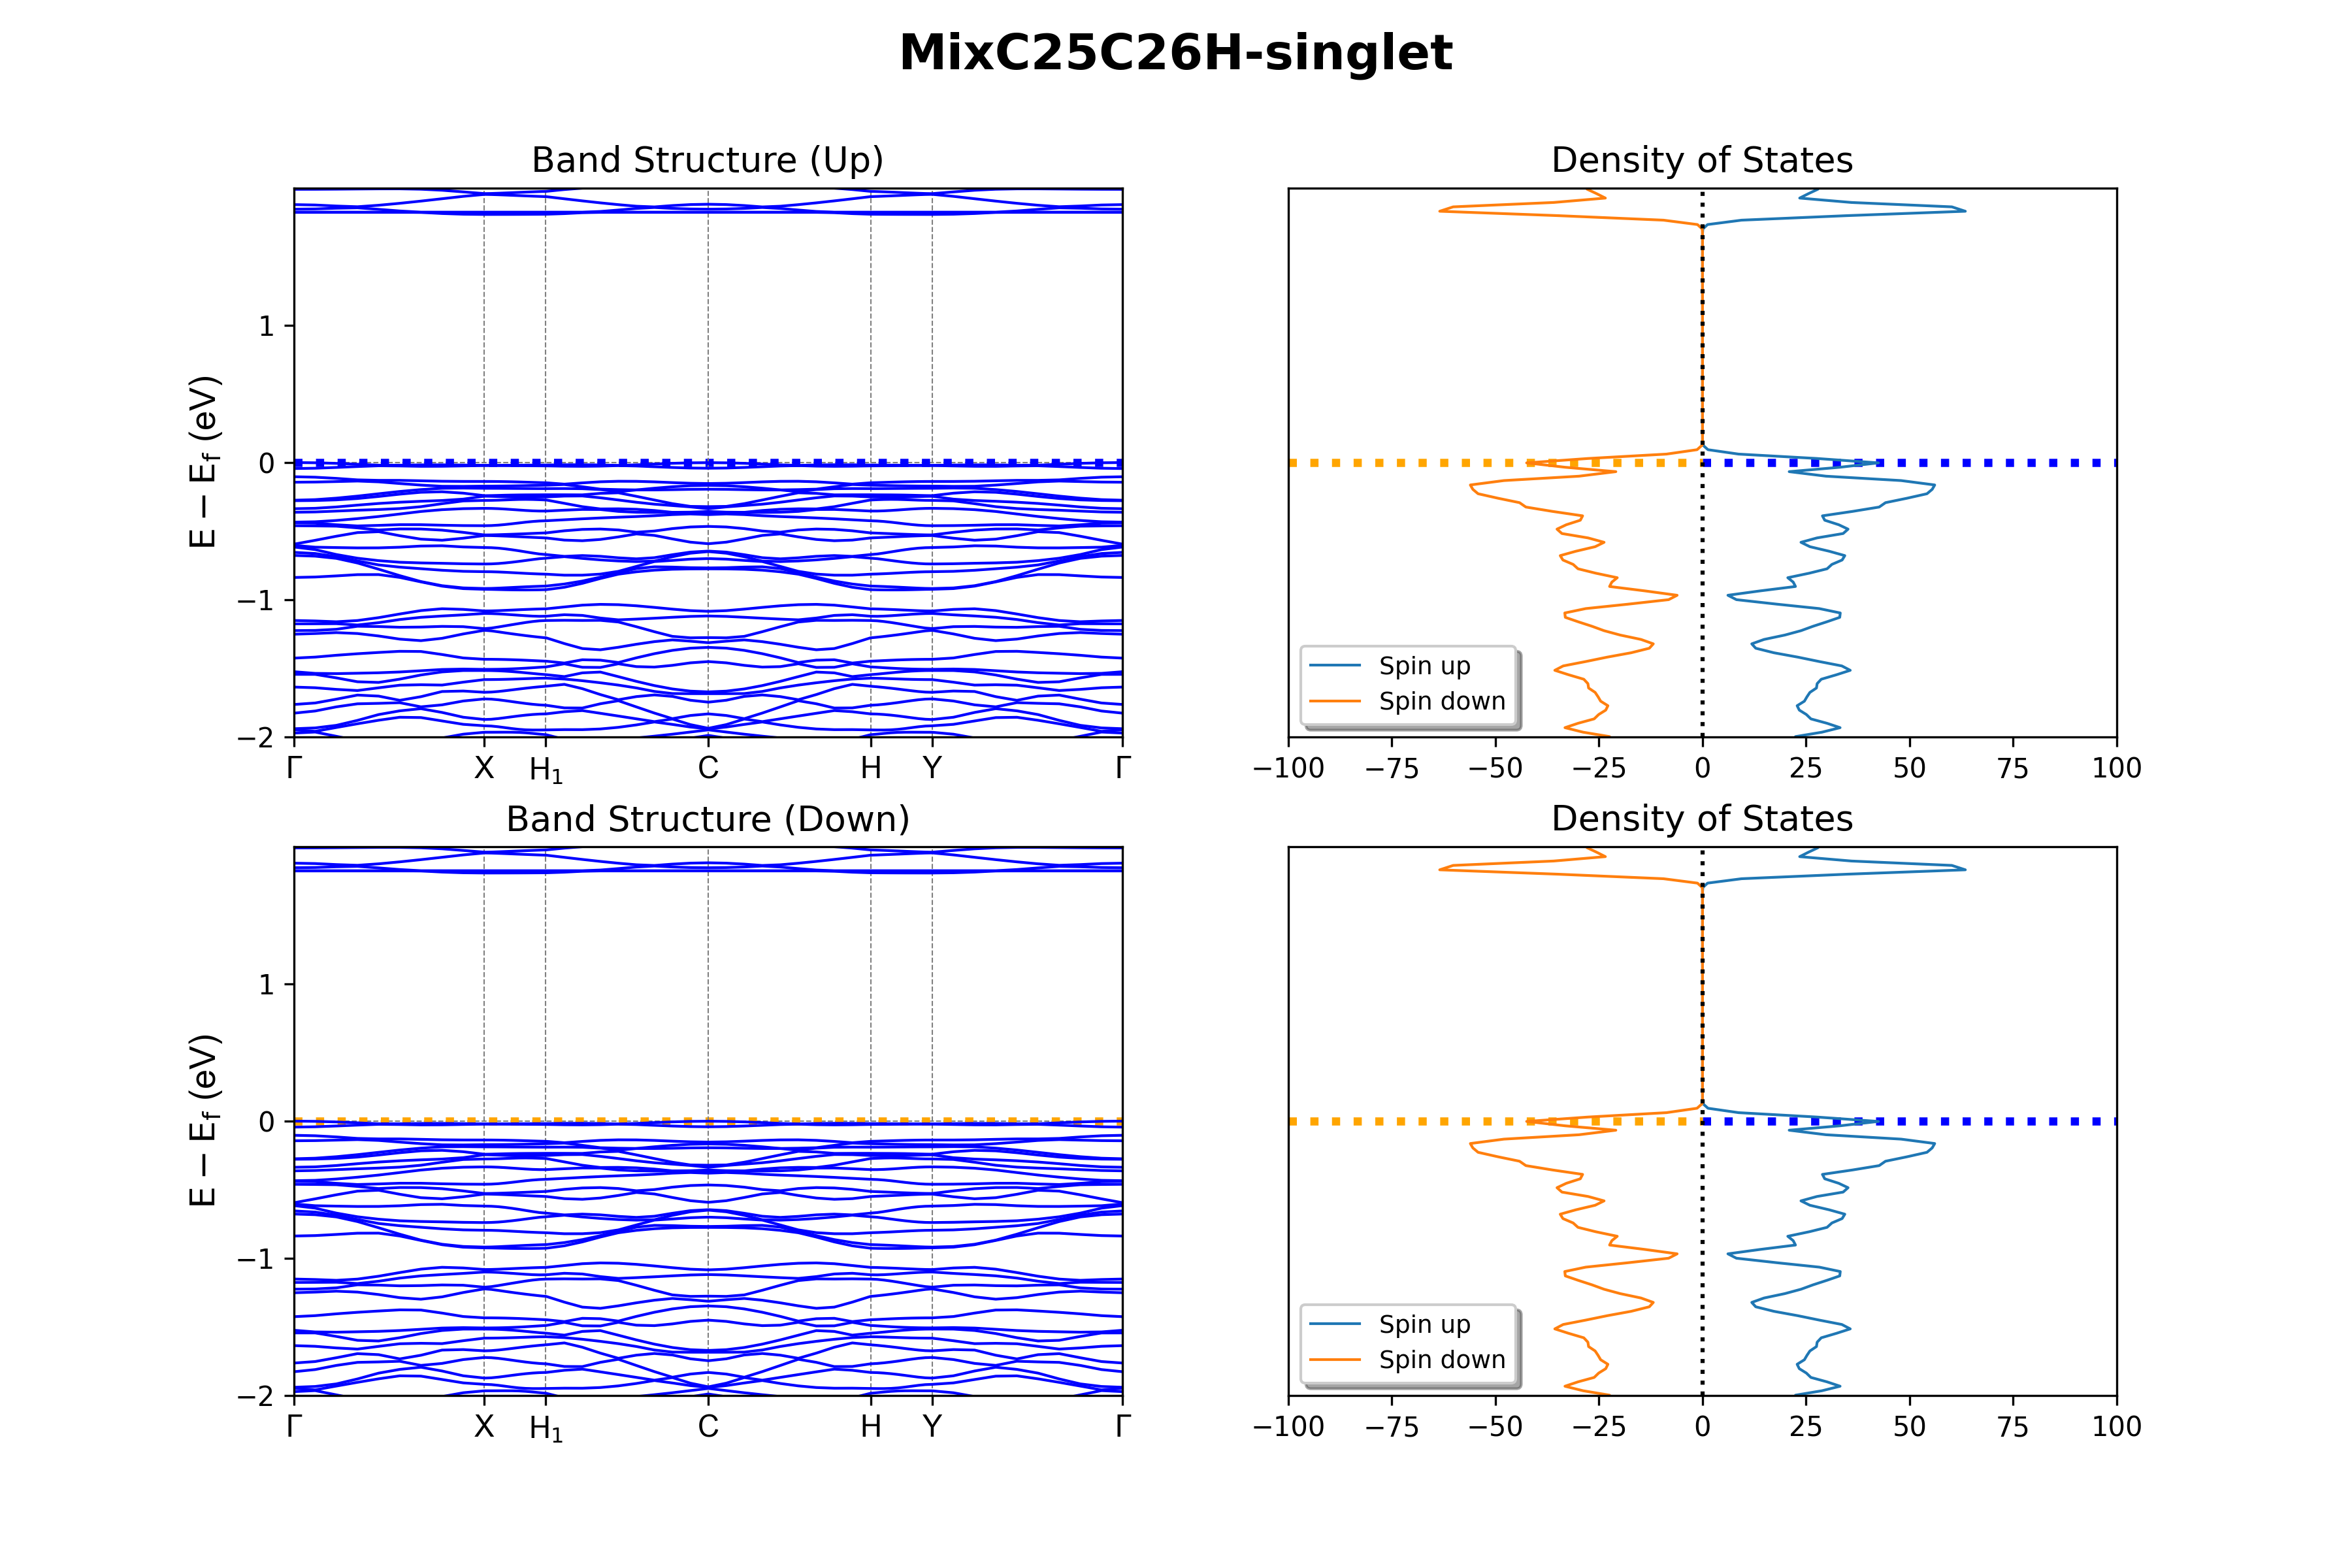 MixC25C26H-singlet
Band Structure (Up)
E − E_f (eV)
1
0
−1
−2
Γ X H₁ C H Y Γ
Density of States
Spin up
Spin down
−100 −75 −50 −25 0 25 50 75 100
Band Structure (Down)
E − E_f (eV)
1
0
−1
−2
Γ X H₁ C H Y Γ
Density of States
Spin up
Spin down
−100 −75 −50 −25 0 25 50 75 100